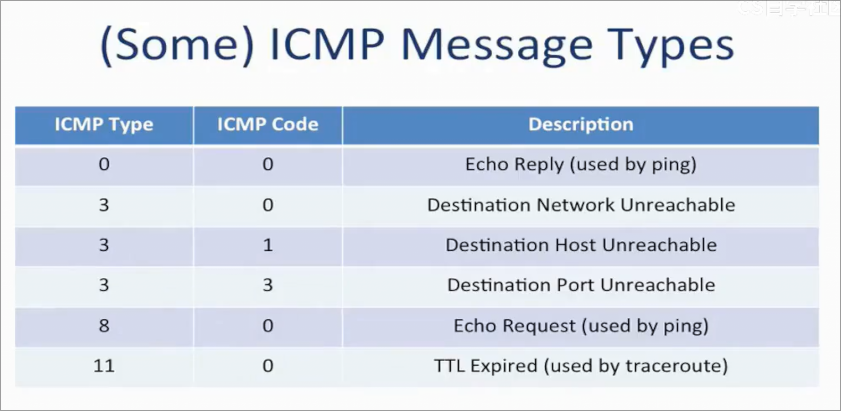 (Some) ICMP Message Types
ICMP Type ICMP Code Description
0 0 Echo Reply (used by ping)
3 0 Destination Network Unreachable
3 1 Destination Host Unreachable
3 3 Destination Port Unreachable
8 0 Echo Request (used by ping)
11 0 TTL Expired (used by traceroute)